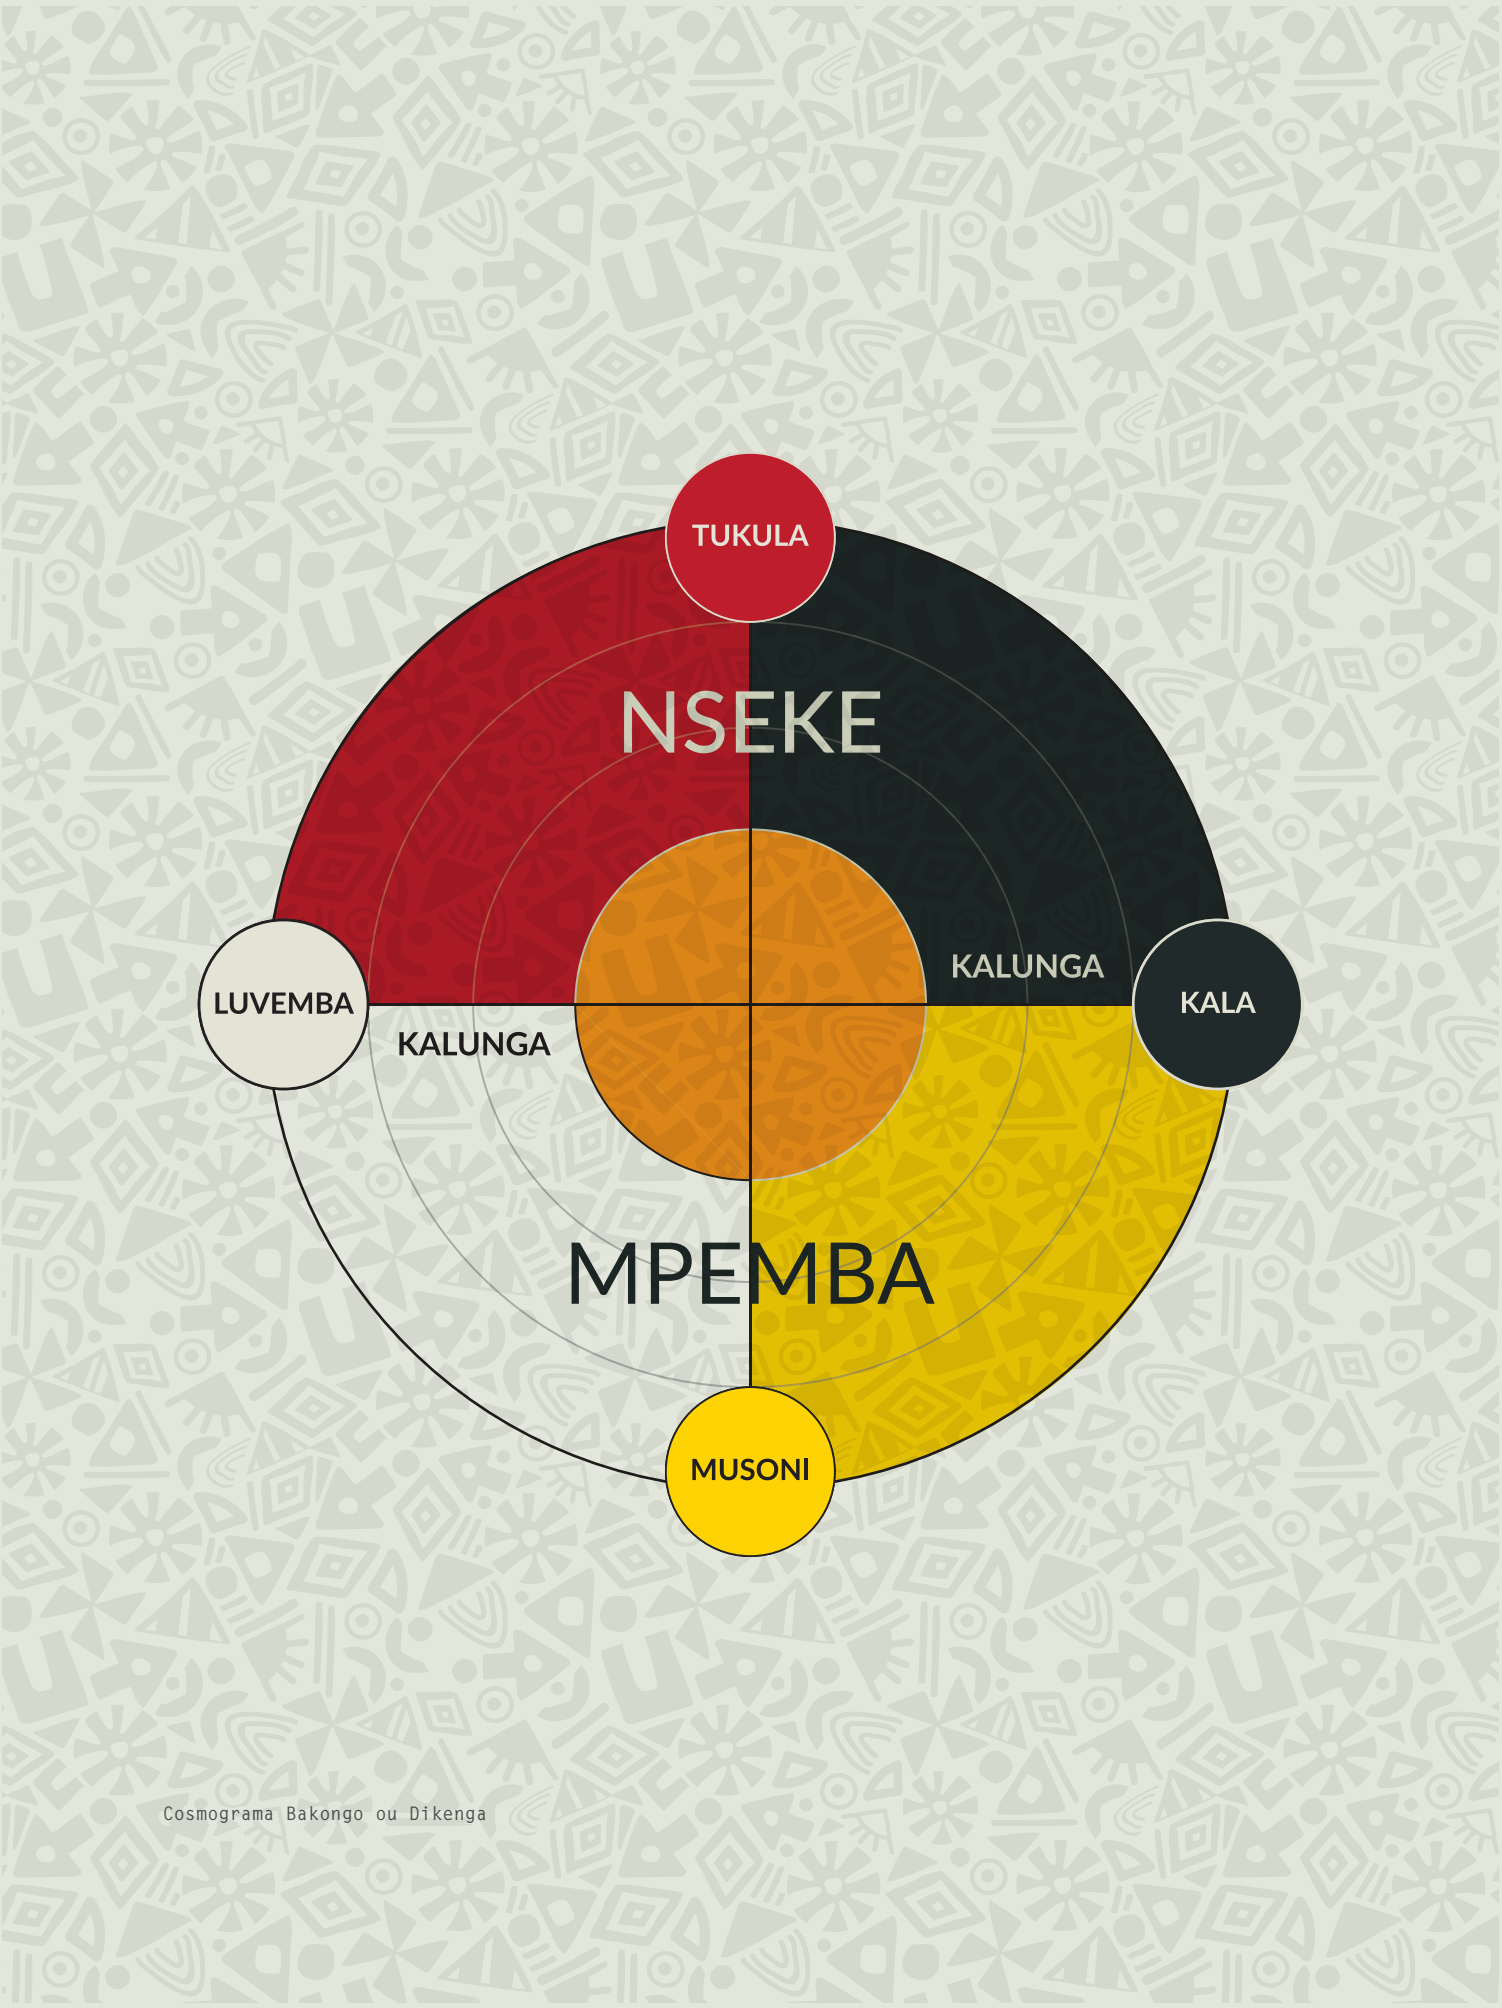 TUKULA
NSEKE
KALUNGA
LUVEMBA
KALA
KALUNGA
MPEMBA
MUSONI
Cosmograma Bakongo ou Dikenga